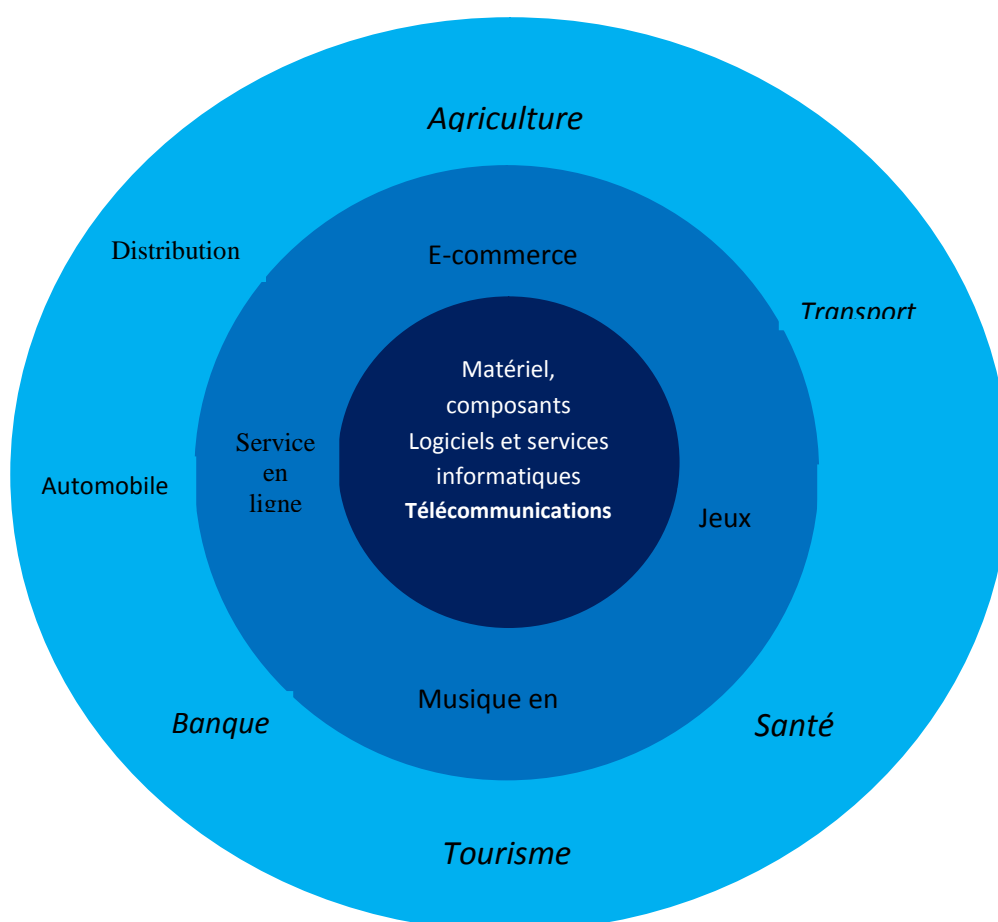 Agriculture
Distribution
E-commerce
Transport
Matériel,
composants
Logiciels et services
informatiques
Télécommunications
Service
en
ligne
Automobile
Jeux
Musique en
Banque
Santé
Tourisme